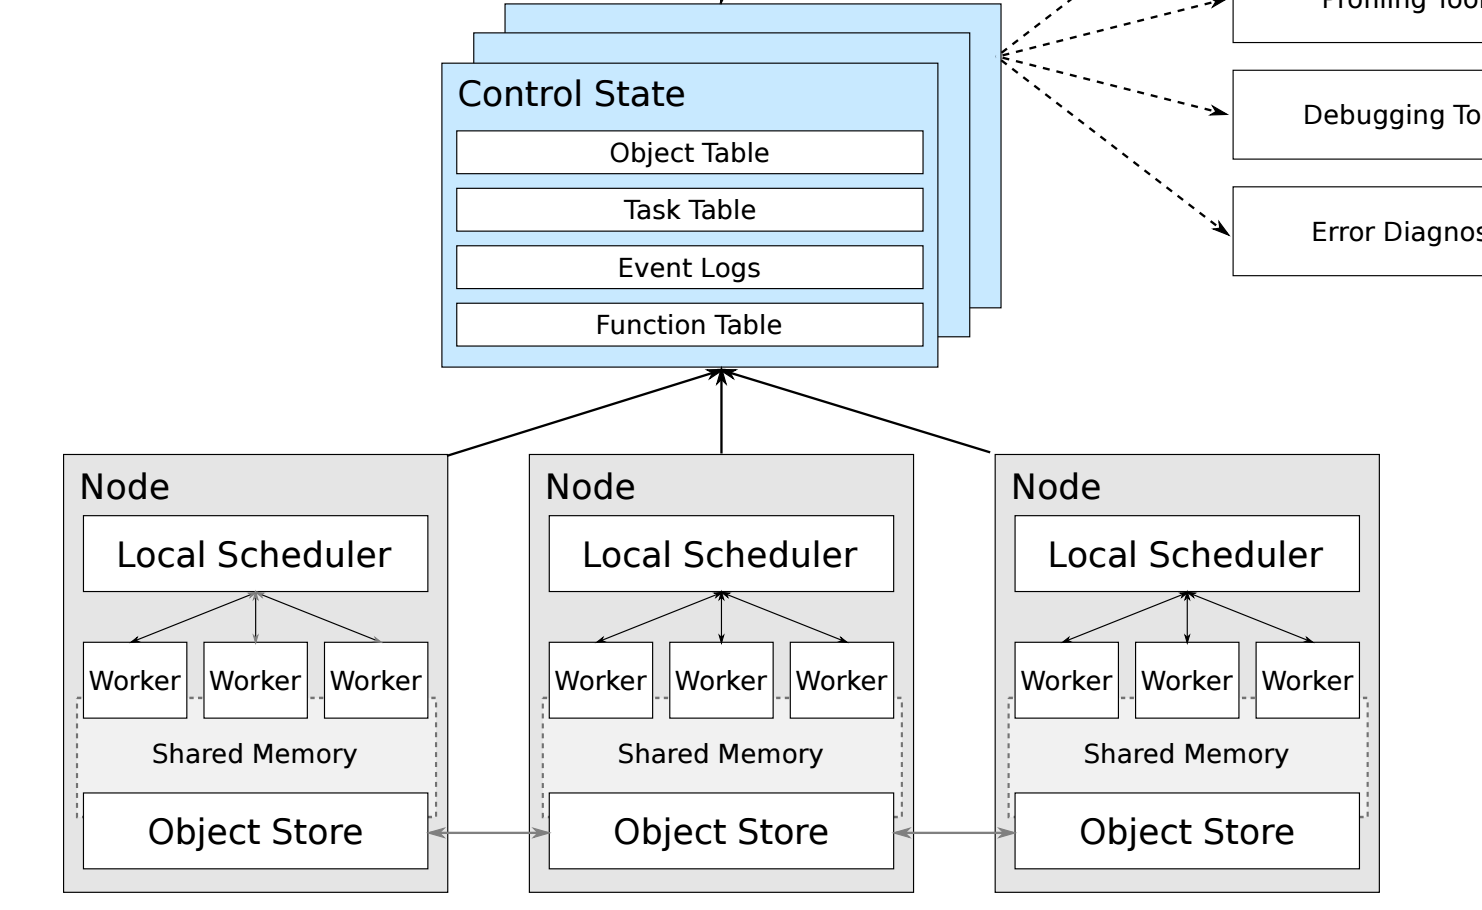 Profiling
Control State
Debugging
Object Table
Task Table
Error
Event Logs
Function Table
Node
Node
Node
Local Scheduler
Local Scheduler
Local Scheduler
Worker
Worker
Worker
Worker
Worker
Worker
Worker
Worker
Worker
Shared Memory
Shared Memory
Shared Memory
Object Store
Object Store
Object Store